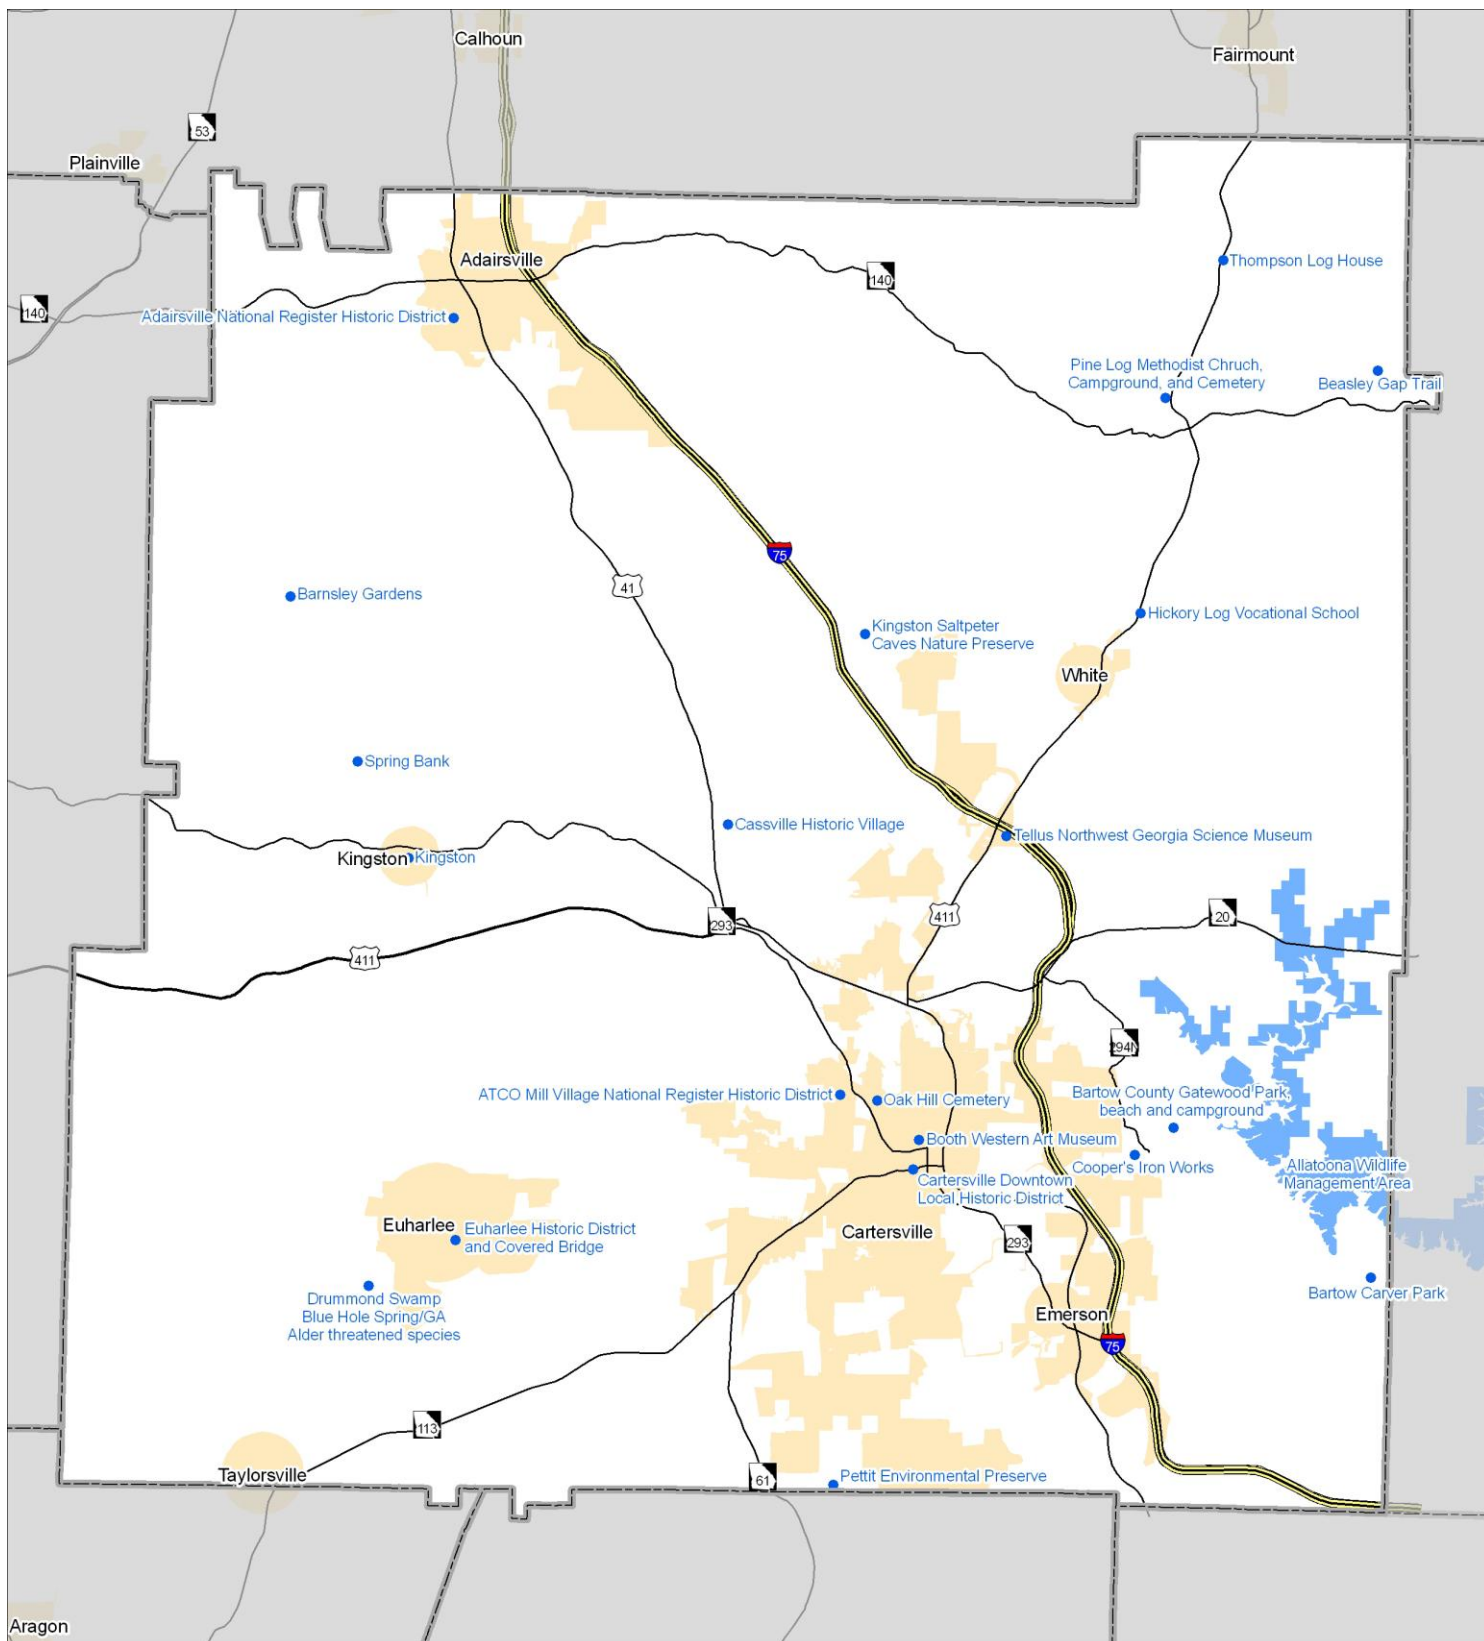 Calhoun
Fairmount
53
Plainville
Adairsville
Thompson Log House
140
140
Adairsville National Register Historic District
Pine Log Methodist Chruch,
Campground, and Cemetery
Beasley Gap Trail
75
41
Barnsley Gardens
Hickory Log Vocational School
Kingston Saltpeter
Caves Nature Preserve
White
Spring Bank
Cassville Historic Village
Tellus Northwest Georgia Science Museum
Kingston
Kingston
293
411
20
411
294N
ATCO Mill Village National Register Historic District
Oak Hill Cemetery
Bartow County Gatewood Park,
beach and campground
Booth Western Art Museum
Cooper's Iron Works
Allatoona Wildlife
Management Area
Cartersville Downtown
Local Historic District
Euharlee
Euharlee Historic District
and Covered Bridge
Cartersville
293
Drummond Swamp
Blue Hole Spring/GA
Alder threatened species
Bartow Carver Park
Emerson
75
113
Taylorsville
61
Pettit Environmental Preserve
Aragon